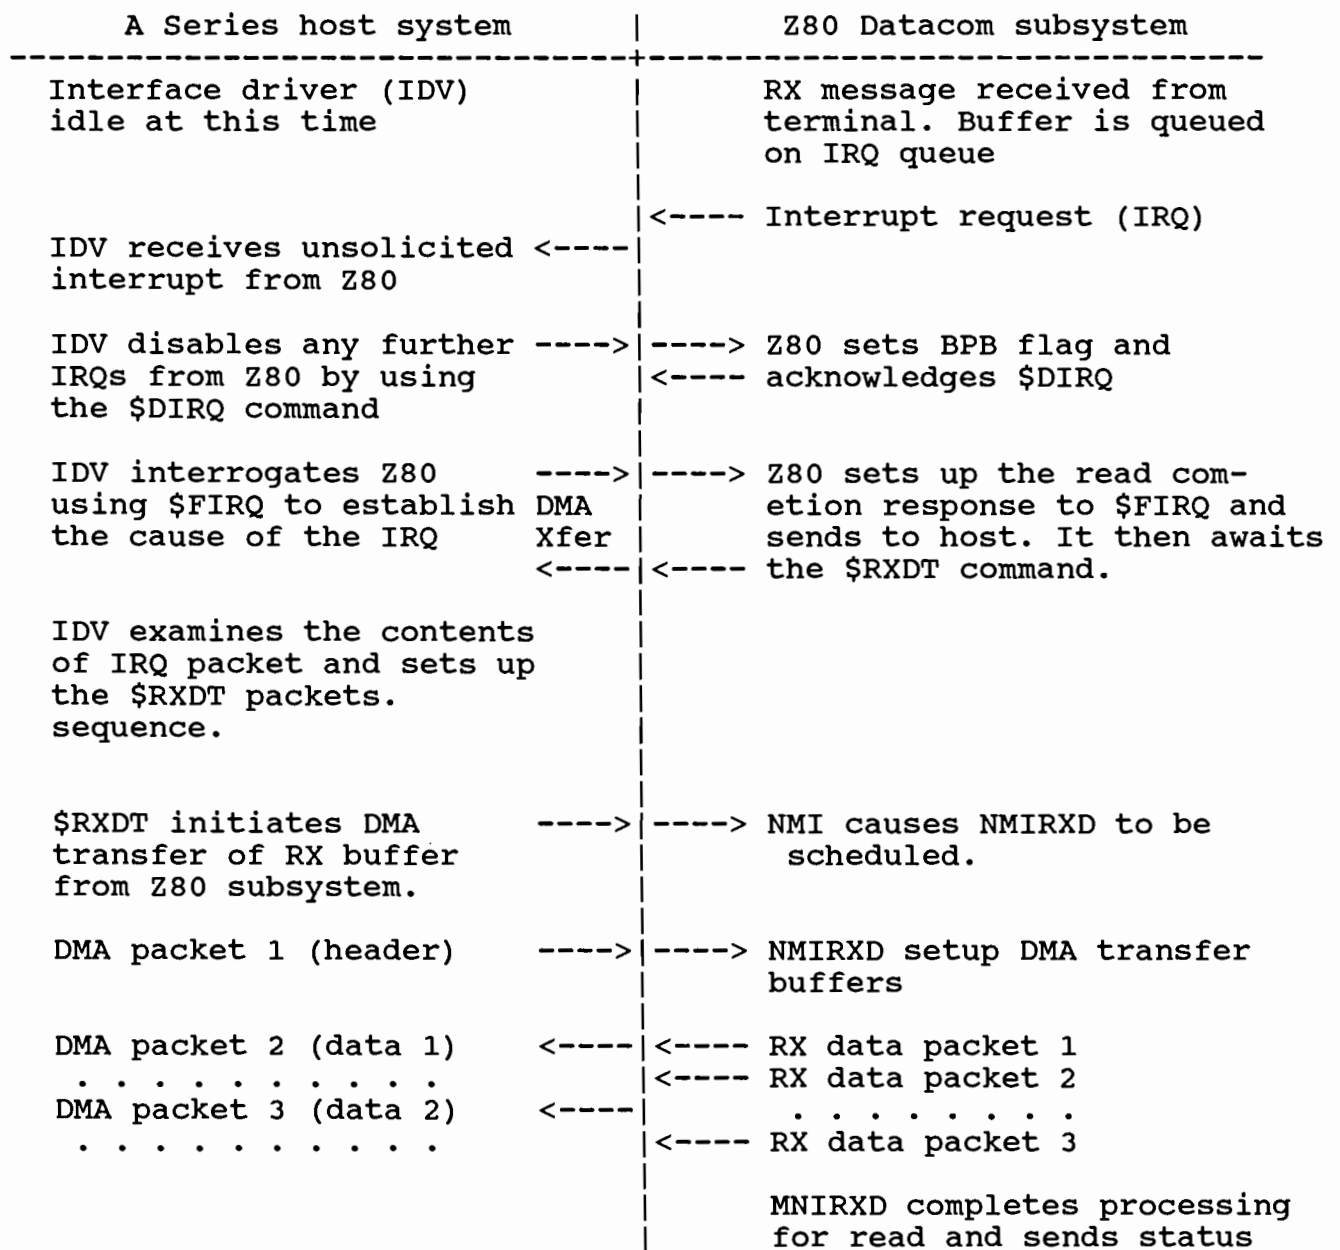 A Series host system | Z80 Datacom subsystem
--------------------------------+--------------------------------
Interface driver (IDV) | RX message received from
idle at this time | terminal. Buffer is queued
| on IRQ queue
|<---- Interrupt request (IRQ)
IDV receives unsolicited <----|
interrupt from Z80 |
IDV disables any further ---->|----> Z80 sets BPB flag and
IRQs from Z80 by using |<---- acknowledges $DIRQ
the $DIRQ command |
IDV interrogates Z80 ---->|----> Z80 sets up the read com-
using $FIRQ to establish DMA | etion response to $FIRQ and
the cause of the IRQ Xfer | sends to host. It then awaits
<----|<---- the $RXDT command.
IDV examines the contents |
of IRQ packet and sets up |
the $RXDT packets. |
sequence. |
$RXDT initiates DMA ---->|----> NMI causes NMIRXD to be
transfer of RX buffer | scheduled.
from Z80 subsystem. |
DMA packet 1 (header) ---->|----> NMIRXD setup DMA transfer
| buffers
DMA packet 2 (data 1) <----|<---- RX data packet 1
. . . . . . . . . . |<---- RX data packet 2
DMA packet 3 (data 2) <----| . . . . . . . .
. . . . . . . . . . |<---- RX data packet 3
| MNIRXD completes processing
| for read and sends status